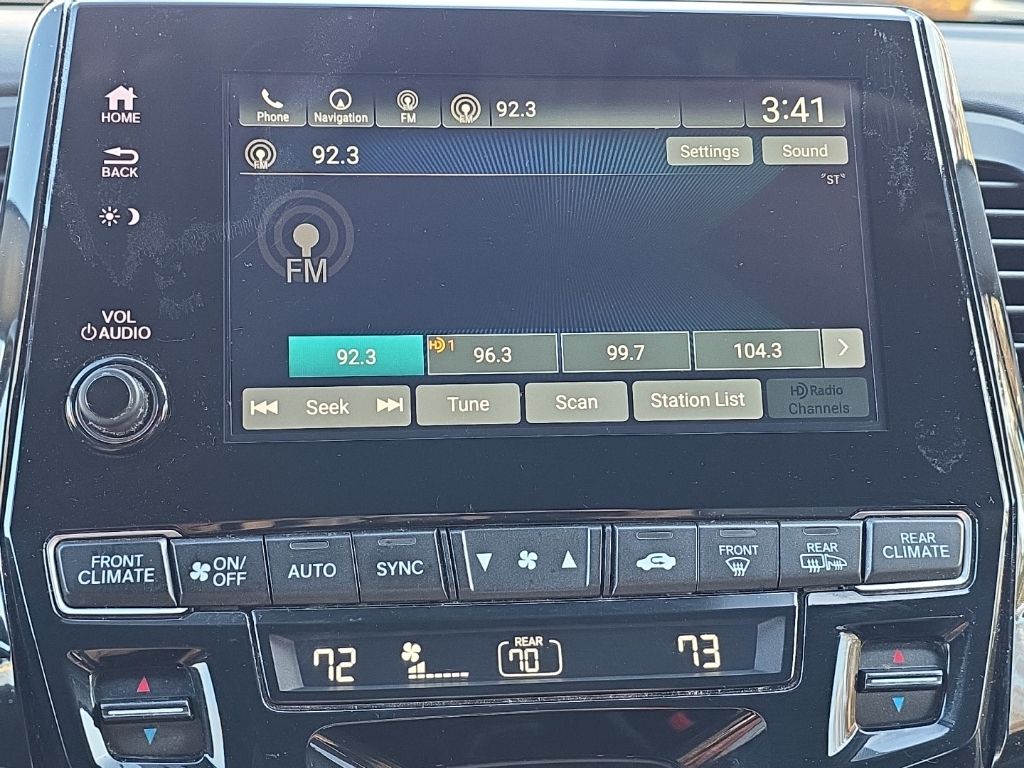 HOME
BACK
VOL
AUDIO
Phone
Navigation
FM
FM
92.3
3:41
FM
92.3
Settings
Sound
"ST"
FM
92.3
HD 1
96.3
99.7
104.3
Seek
Tune
Scan
Station List
HD Radio
Channels
FRONT
CLIMATE
ON/
OFF
AUTO
SYNC
FRONT
REAR
REAR
CLIMATE
72
REAR
70
73